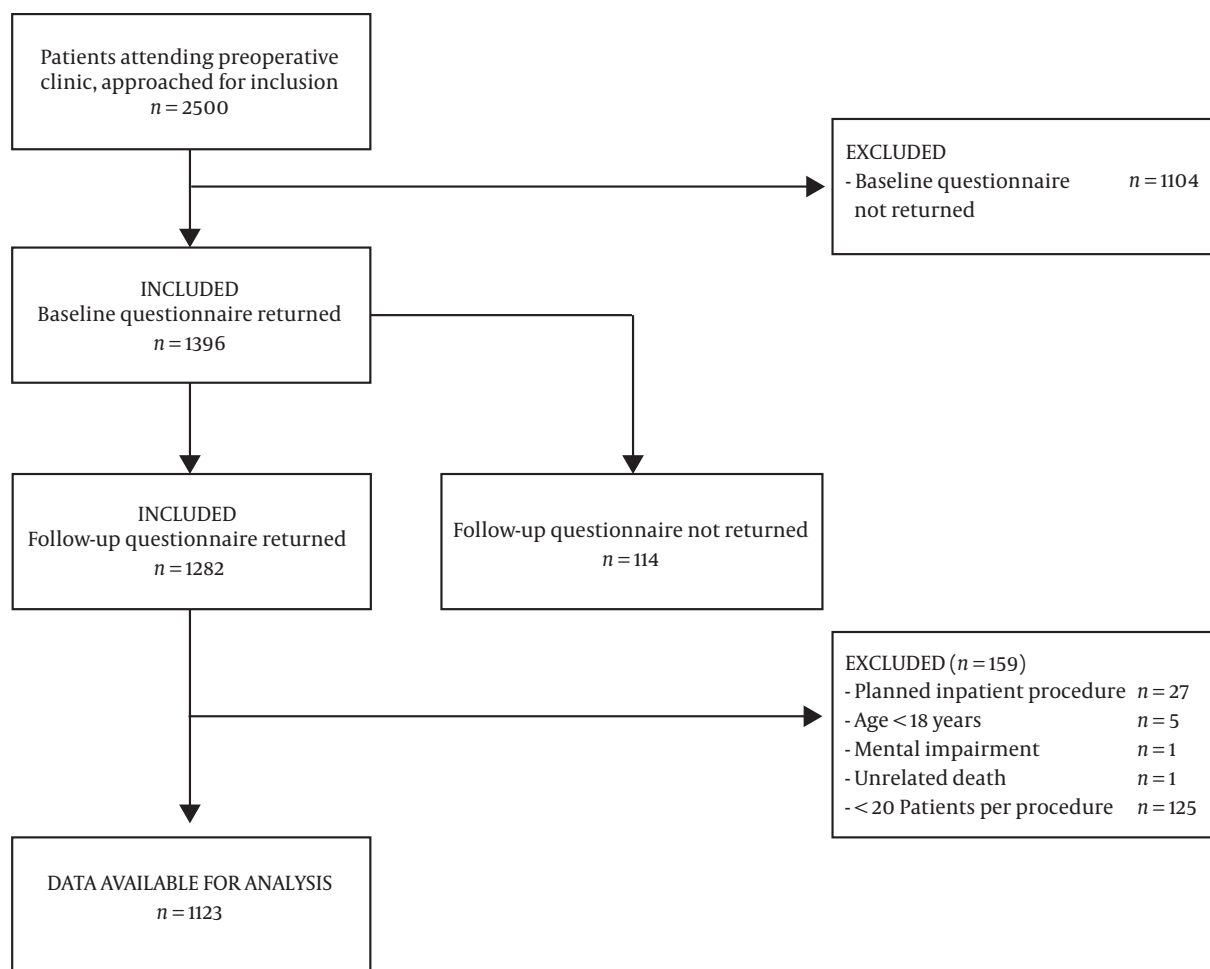 Patients attending preoperative
clinic, approached for inclusion
n = 2500
EXCLUDED
- Baseline questionnaire n = 1104
not returned
INCLUDED
Baseline questionnaire returned
n = 1396
INCLUDED
Follow-up questionnaire returned
n = 1282
Follow-up questionnaire not returned
n = 114
EXCLUDED (n = 159)
- Planned inpatient procedure n = 27
- Age < 18 years n = 5
- Mental impairment n = 1
- Unrelated death n = 1
- < 20 Patients per procedure n = 125
DATA AVAILABLE FOR ANALYSIS
n = 1123